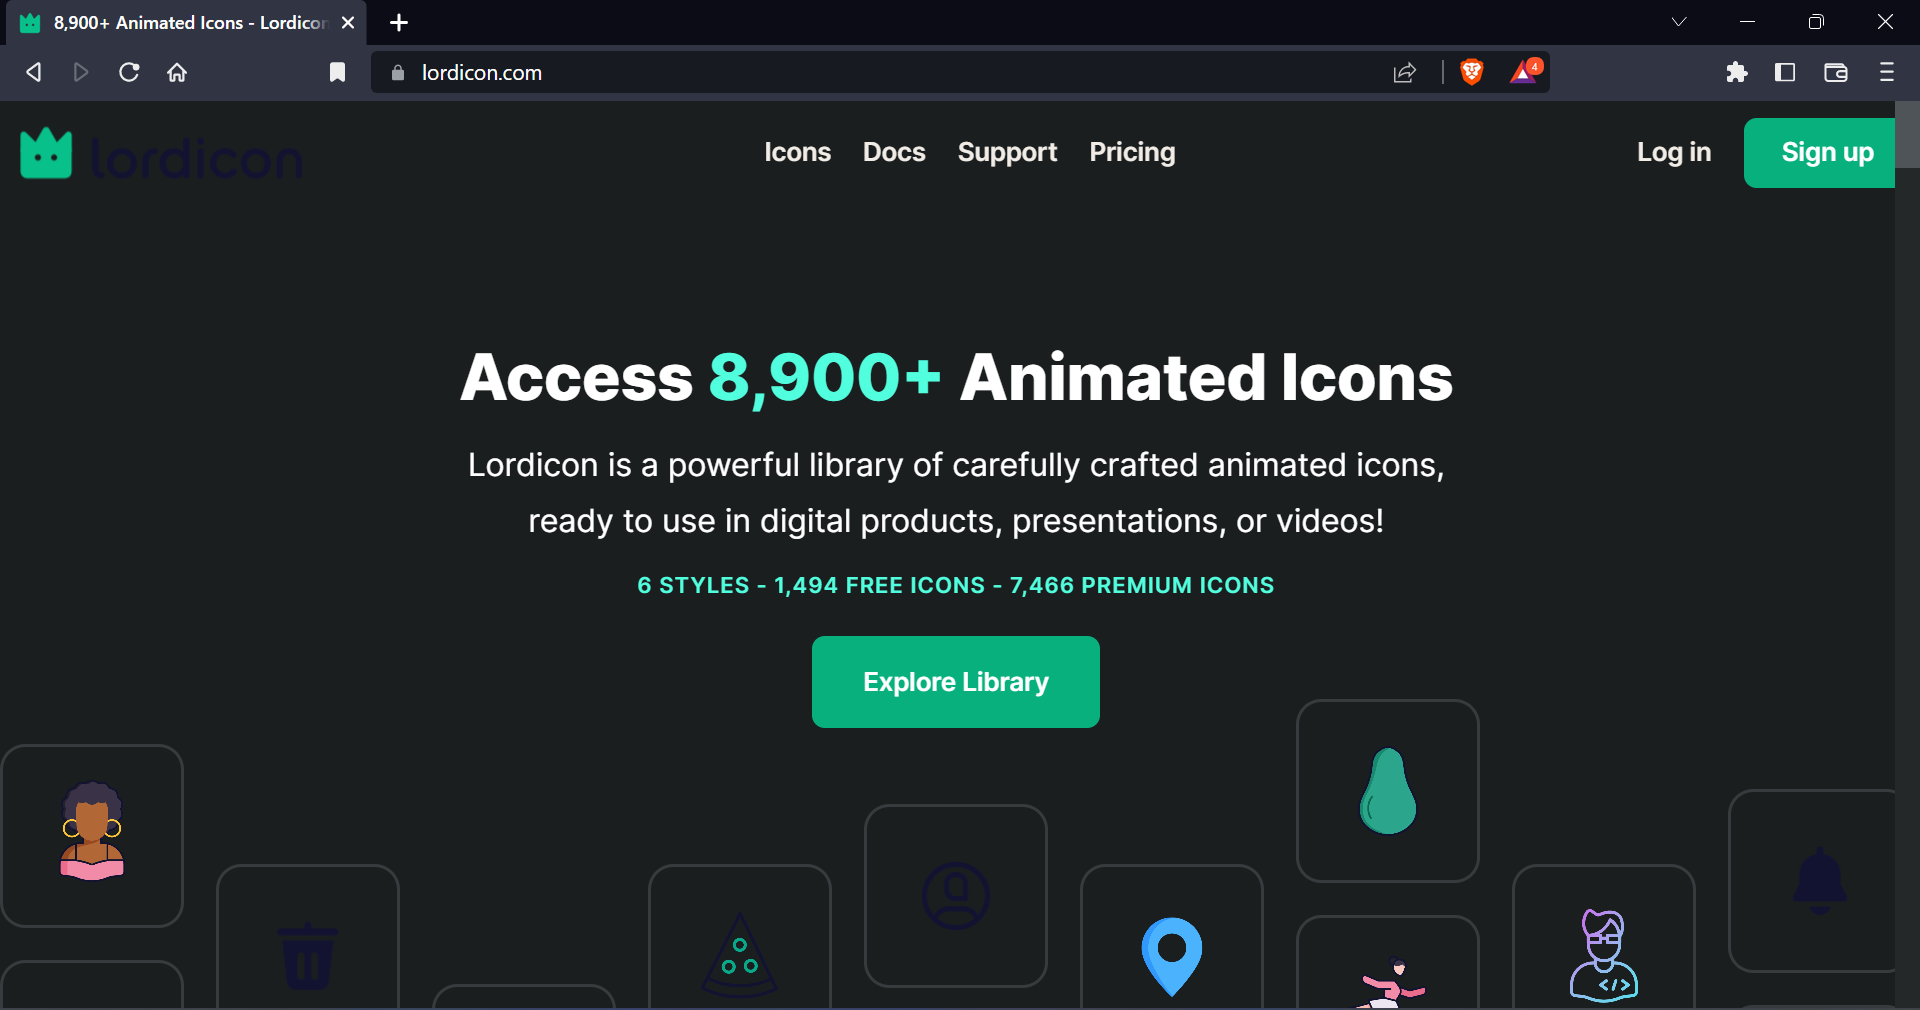 8,900+ Animated Icons - Lordicon
lordicon.com
4
lordicon
Icons
Docs
Support
Pricing
Log in
Sign up
Access 8,900+ Animated Icons
Lordicon is a powerful library of carefully crafted animated icons,
ready to use in digital products, presentations, or videos!
6 STYLES - 1,494 FREE ICONS - 7,466 PREMIUM ICONS
Explore Library
</>